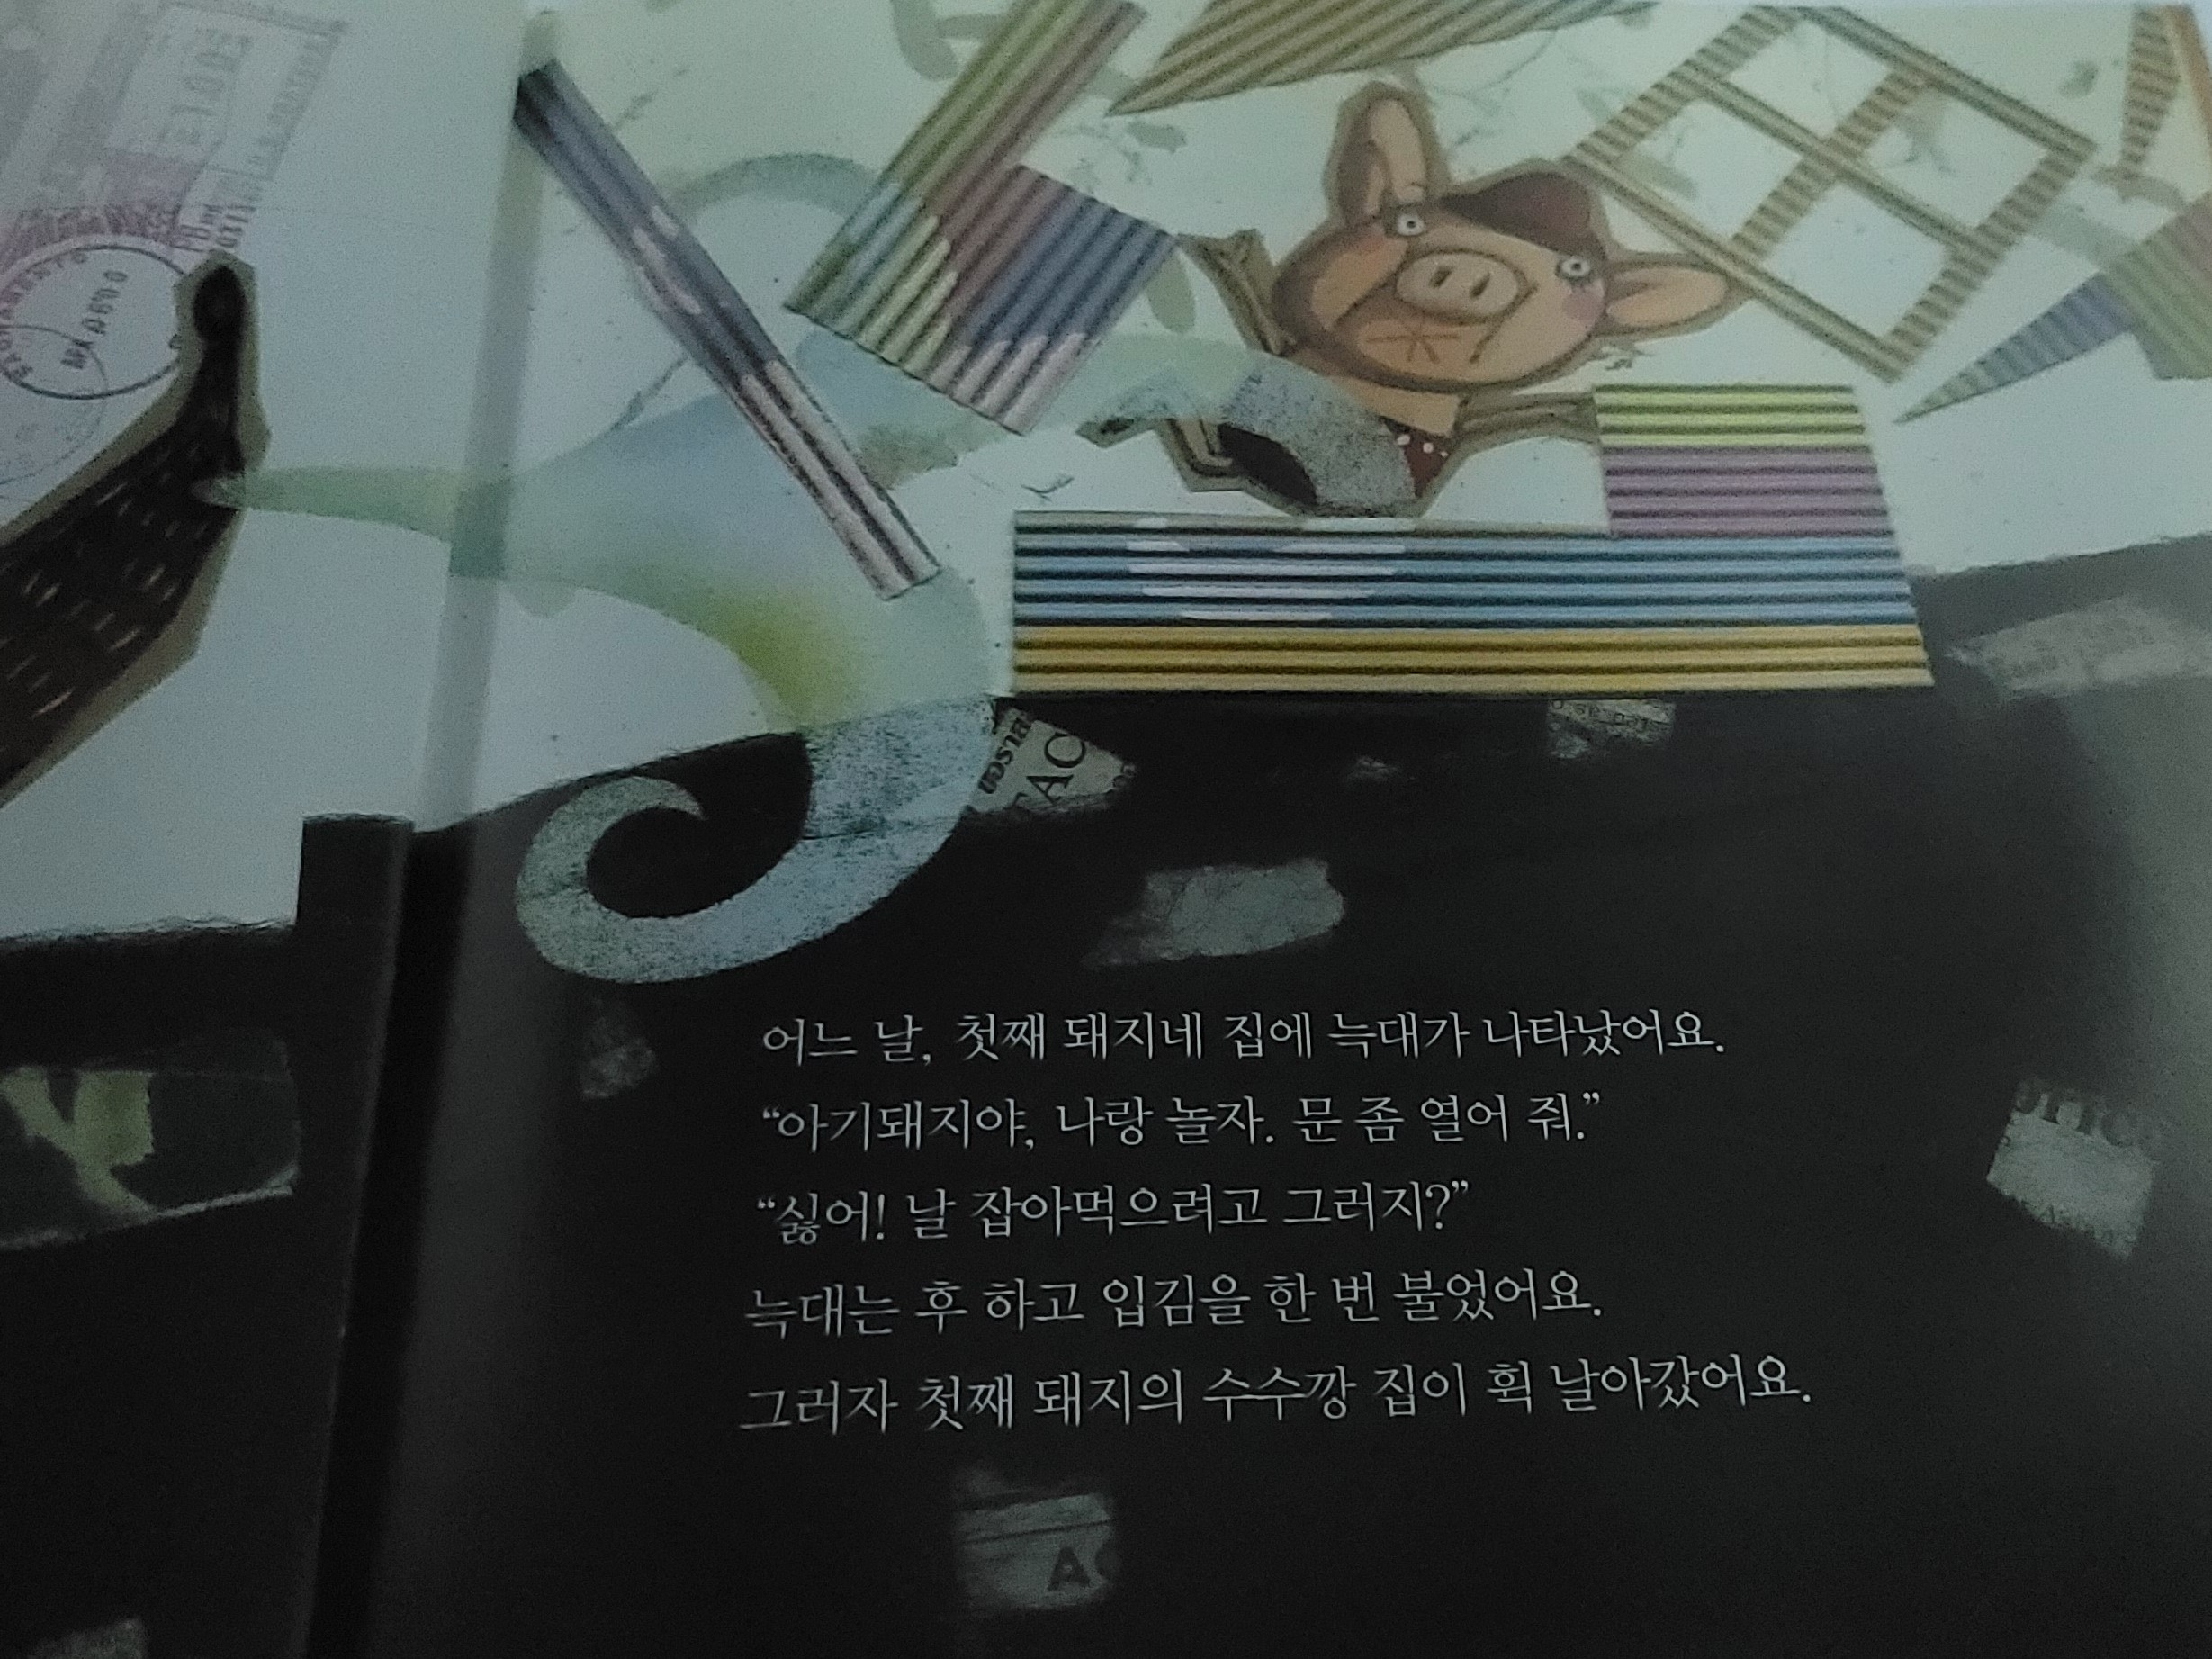 어느 날, 첫째 돼지네 집에 늑대가 나타났어요.
“아기돼지야, 나랑 놀자. 문 좀 열어 줘.”
“싫어! 날 잡아먹으려고 그러지?”
늑대는 후 하고 입김을 한 번 불었어요.
그러자 첫째 돼지의 수수깡 집이 휙 날아갔어요.